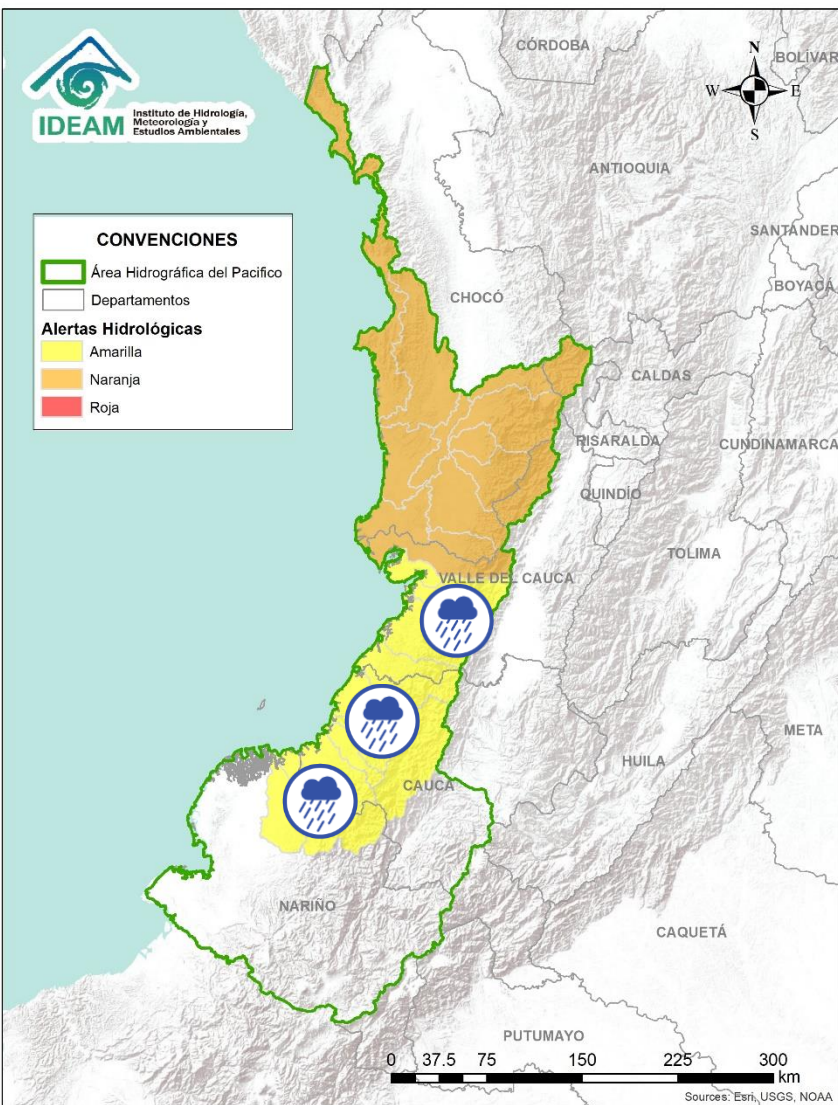 IDEAM
Instituto de Hidrología,
Meteorología y
Estudios Ambientales
CÓRDOBA
N
BOLÍVAR
W
E
S
ANTIOQUIA
CONVENCIONES
Área Hidrográfica del Pacifico
Departamentos
Alertas Hidrológicas
Amarilla
Naranja
Roja
SANTANDER
BOYACÁ
CHOCÓ
CALDAS
RISARALDA
CUNDINAMARCA
QUINDÍO
TOLIMA
VALLE DEL CAUCA
META
HUILA
CAUCA
NARIÑO
CAQUETÁ
PUTUMAYO
0 37.5 75 150 225 300
km
Sources: Esri, USGS, NOAA